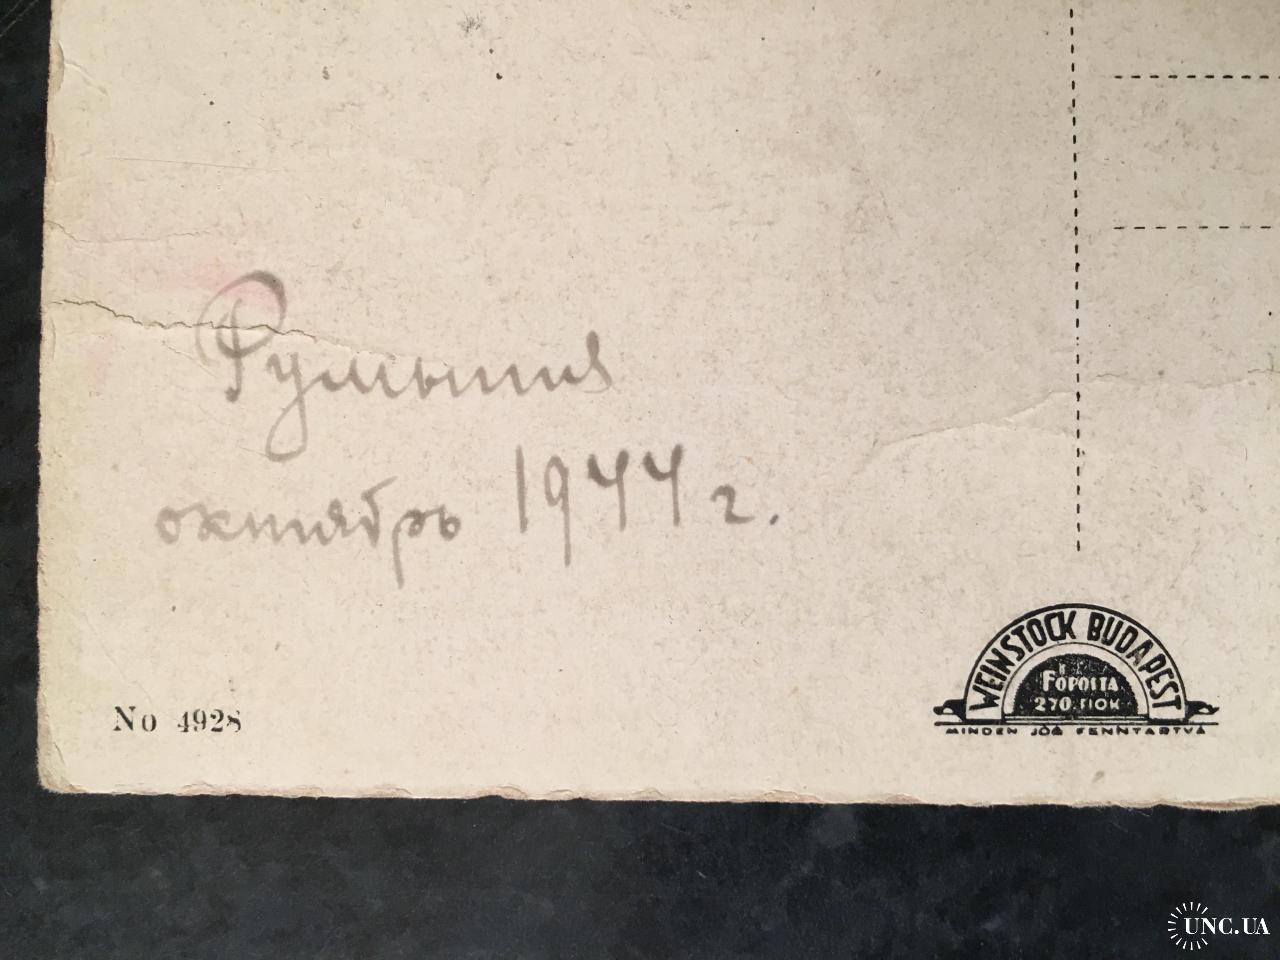 Румыния
октябрь 1944 г.
WEINSTOCK BUDAPEST
FŐPOSTA
270. FIOK
MINDEN JOG FENNTARTVA
No 4928
UNC.UA